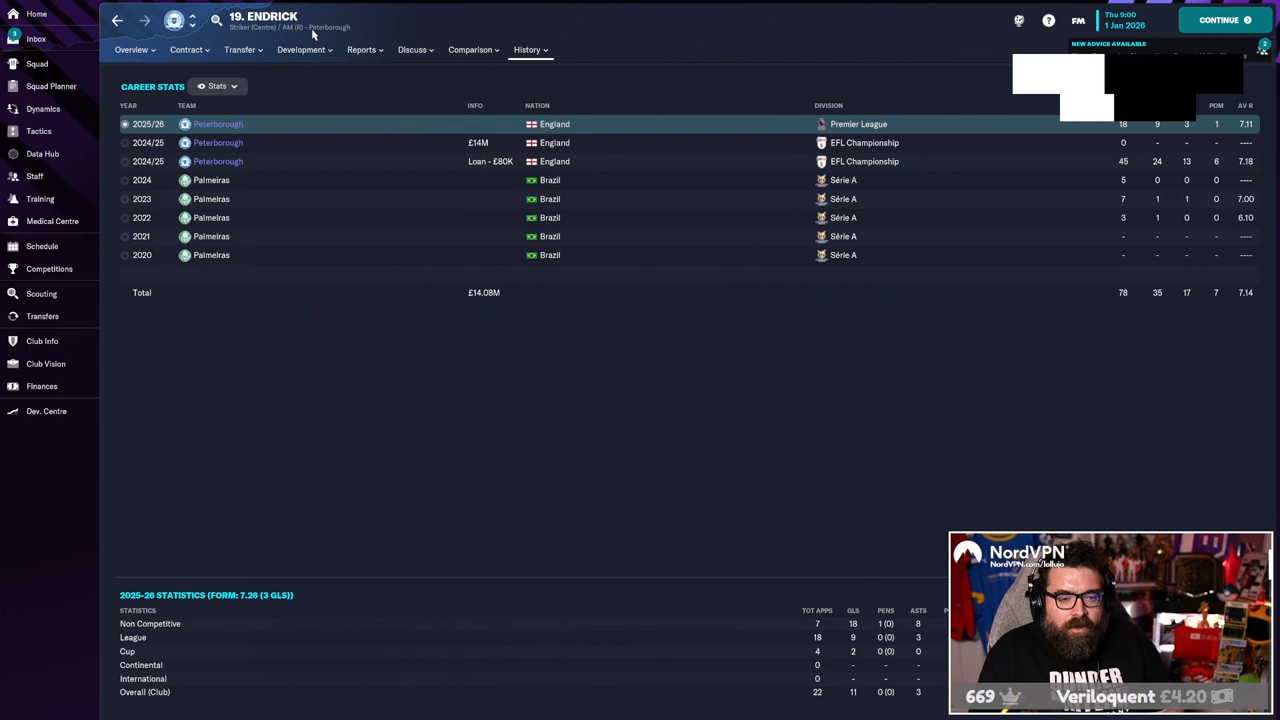 19. ENDRICK
Striker (Centre) / AM (R) - Peterborough
FM
Thu 9:00
1 Jan 2026
CONTINUE
Home
3
Inbox
Squad
Squad Planner
Dynamics
Tactics
Data Hub
Staff
Training
Medical Centre
Schedule
Competitions
Scouting
Transfers
Club Info
Club Vision
Finances
Dev. Centre
Overview Contract Transfer Development Reports Discuss Comparison History
NEW ADVICE AVAILABLE
2
CAREER STATS Stats
YEAR TEAM INFO NATION DIVISION POM AV R
2025/26 Peterborough England Premier League 18 9 3 1 7.11
2024/25 Peterborough £14M England EFL Championship 0 - - - ----
2024/25 Peterborough Loan - £80K England EFL Championship 45 24 13 6 7.18
2024 Palmeiras Brazil Série A 5 0 0 0 ----
2023 Palmeiras Brazil Série A 7 1 1 0 7.00
2022 Palmeiras Brazil Série A 3 1 0 0 6.10
2021 Palmeiras Brazil Série A - - - - ----
2020 Palmeiras Brazil Série A - - - - ----
Total £14.08M 78 35 17 7 7.14
2025-26 STATISTICS (FORM: 7.26 (3 GLS))
STATISTICS TOT APPS GLS PENS ASTS
Non Competitive 7 18 1 (0) 8
League 18 9 0 (0) 3
Cup 4 2 0 (0) 0
Continental 0 - - -
International 0 - - -
Overall (Club) 22 11 0 (0) 3
NordVPN
NordVPN.com/lollujo
DUNDER
669 Veriloquent £4.20